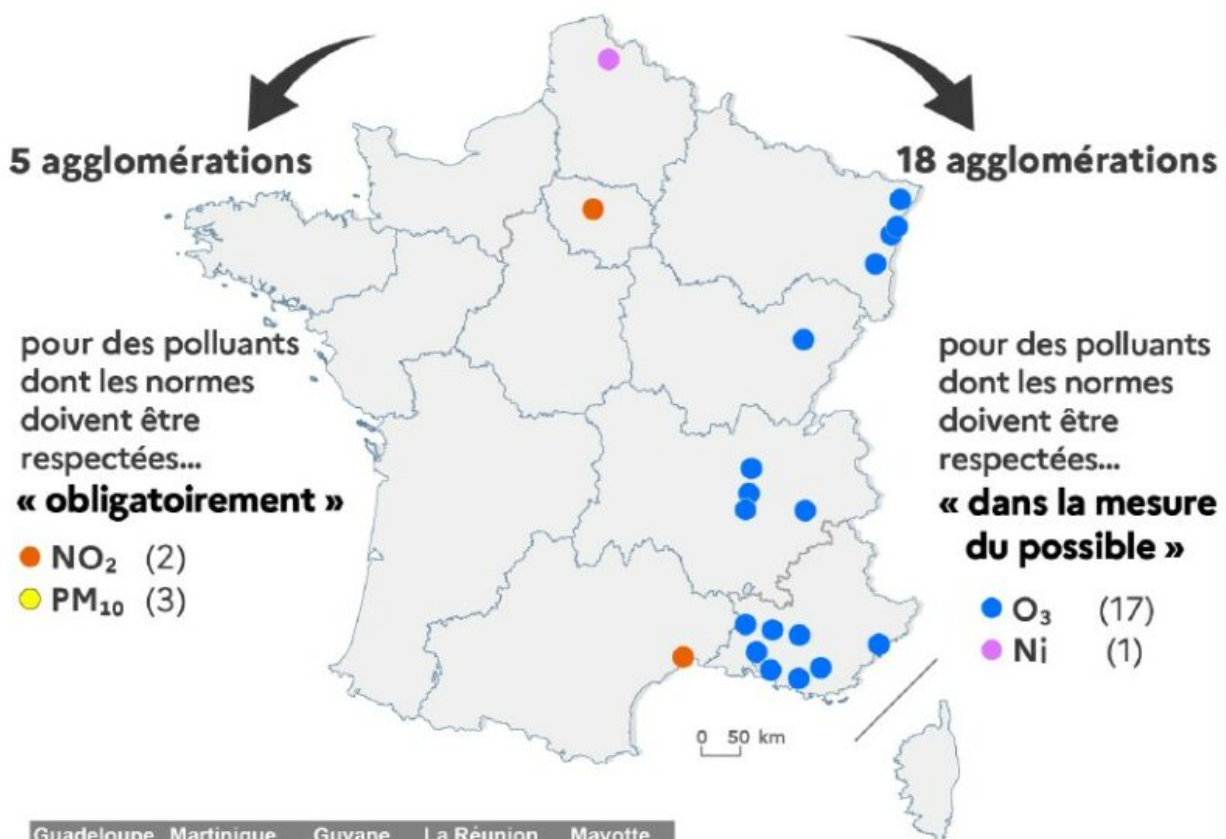 5 agglomérations
pour des polluants
dont les normes
doivent être
respectées...
« obligatoirement »
NO₂ (2)
PM₁₀ (3)
18 agglomérations
pour des polluants
dont les normes
doivent être
respectées...
« dans la mesure
du possible »
O₃ (17)
Ni (1)
0 50 km
Guadeloupe Martinique Guyane La Réunion Mayotte